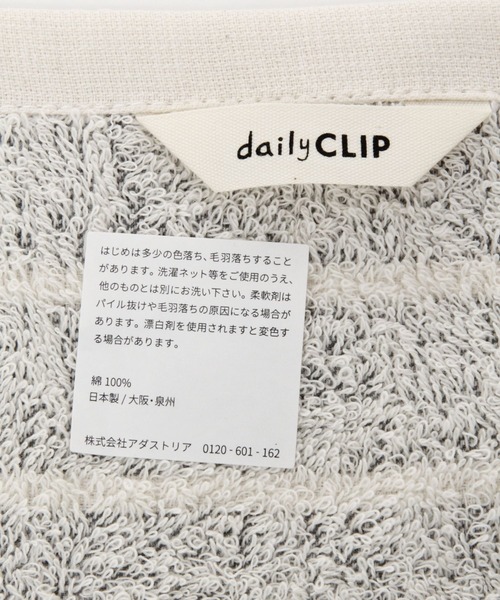 dailyCLIP
はじめは多少の色落ち、毛羽落ちすること
があります。洗濯ネット等をご使用のうえ、
他のものとは別にお洗い下さい。柔軟剤は
パイル抜けや毛羽落ちの原因になる場合が
あります。漂白剤を使用されますと変色す
る場合があります。
綿 100%
日本製 / 大阪・泉州
株式会社アダストリア 0120 - 601 - 162